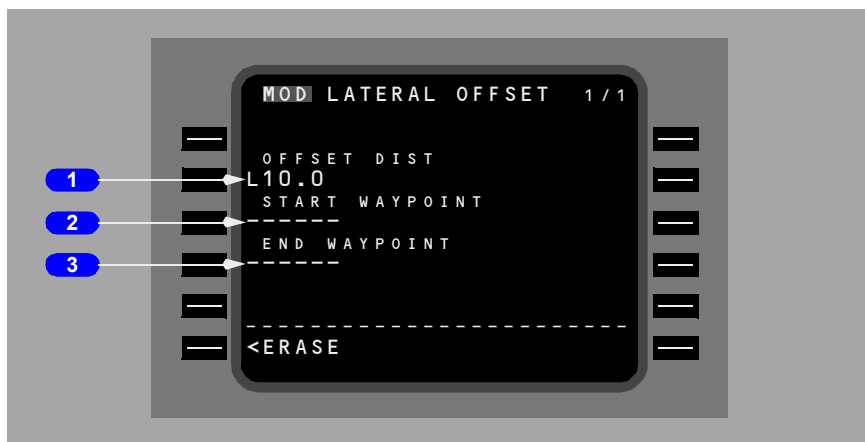 MOD LATERAL OFFSET 1/1
OFFSET DIST
1
L10.0
START WAYPOINT
2
------
END WAYPOINT
3
------
------------------------
<ERASE